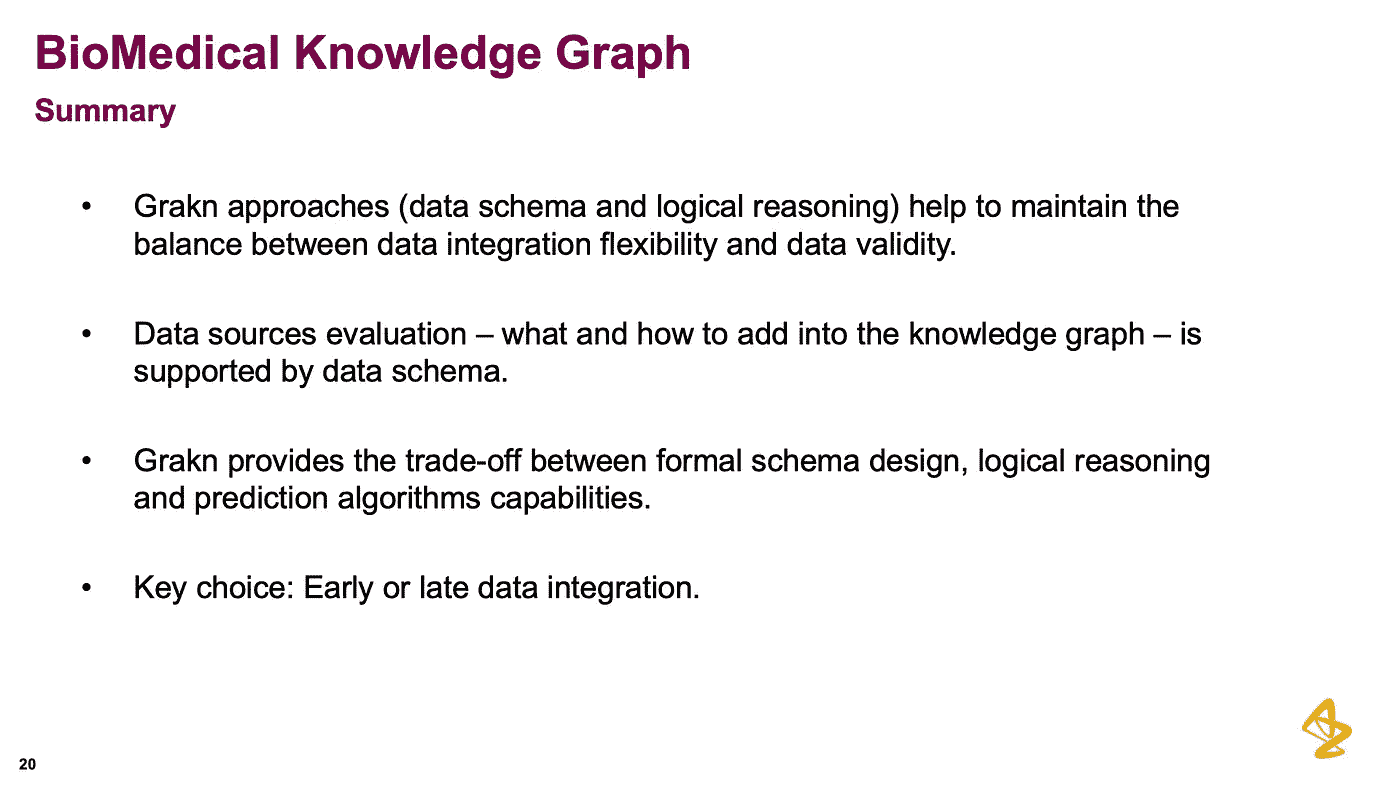 BioMedical Knowledge Graph
Summary
• Grakn approaches (data schema and logical reasoning) help to maintain the
balance between data integration flexibility and data validity.
• Data sources evaluation – what and how to add into the knowledge graph – is
supported by data schema.
• Grakn provides the trade-off between formal schema design, logical reasoning
and prediction algorithms capabilities.
• Key choice: Early or late data integration.
20